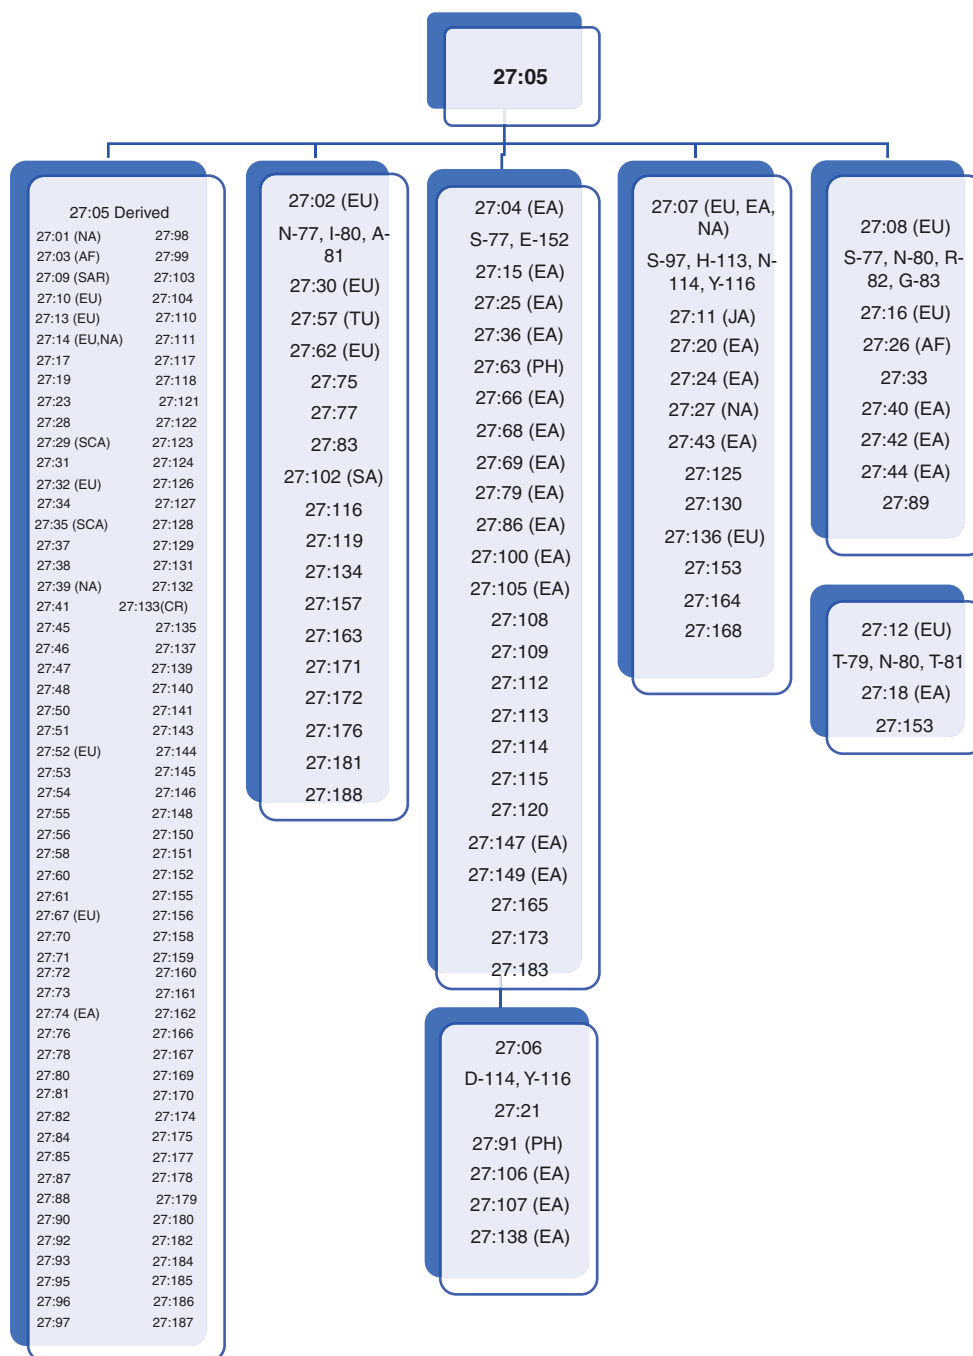 27:05
27:05 Derived
27:01 (NA) 27:98
27:03 (AF) 27:99
27:09 (SAR) 27:103
27:10 (EU) 27:104
27:13 (EU) 27:110
27:14 (EU,NA) 27:111
27:17 27:117
27:19 27:118
27:23 27:121
27:28 27:122
27:29 (SCA) 27:123
27:31 27:124
27:32 (EU) 27:126
27:34 27:127
27:35 (SCA) 27:128
27:37 27:129
27:38 27:131
27:39 (NA) 27:132
27:41 27:133(CR)
27:45 27:135
27:46 27:137
27:47 27:139
27:48 27:140
27:50 27:141
27:51 27:143
27:52 (EU) 27:144
27:53 27:145
27:54 27:146
27:55 27:148
27:56 27:150
27:58 27:151
27:60 27:152
27:61 27:155
27:67 (EU) 27:156
27:70 27:158
27:71 27:159
27:72 27:160
27:73 27:161
27:74 (EA) 27:162
27:76 27:166
27:78 27:167
27:80 27:169
27:81 27:170
27:82 27:174
27:84 27:175
27:85 27:177
27:87 27:178
27:88 27:179
27:90 27:180
27:92 27:182
27:93 27:184
27:95 27:185
27:96 27:186
27:97 27:187
27:02 (EU)
N-77, I-80, A-
81
27:30 (EU)
27:57 (TU)
27:62 (EU)
27:75
27:77
27:83
27:102 (SA)
27:116
27:119
27:134
27:157
27:163
27:171
27:172
27:176
27:181
27:188
27:04 (EA)
S-77, E-152
27:15 (EA)
27:25 (EA)
27:36 (EA)
27:63 (PH)
27:66 (EA)
27:68 (EA)
27:69 (EA)
27:79 (EA)
27:86 (EA)
27:100 (EA)
27:105 (EA)
27:108
27:109
27:112
27:113
27:114
27:115
27:120
27:147 (EA)
27:149 (EA)
27:165
27:173
27:183
27:06
D-114, Y-116
27:21
27:91 (PH)
27:106 (EA)
27:107 (EA)
27:138 (EA)
27:07 (EU, EA,
NA)
S-97, H-113, N-
114, Y-116
27:11 (JA)
27:20 (EA)
27:24 (EA)
27:27 (NA)
27:43 (EA)
27:125
27:130
27:136 (EU)
27:153
27:164
27:168
27:08 (EU)
S-77, N-80, R-
82, G-83
27:16 (EU)
27:26 (AF)
27:33
27:40 (EA)
27:42 (EA)
27:44 (EA)
27:89
27:12 (EU)
T-79, N-80, T-81
27:18 (EA)
27:153